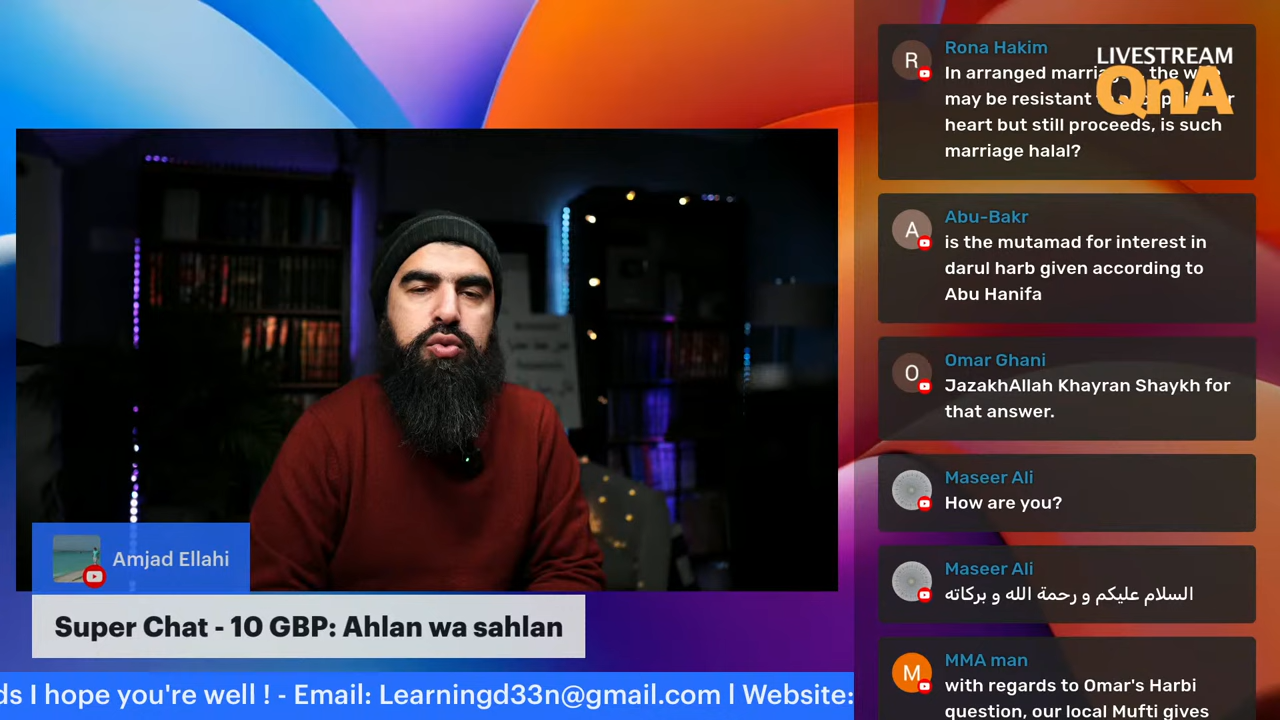 LIVESTREAM
QnA
R
Rona Hakim
In arranged the
may be resistant
heart but still proceeds, is such
marriage halal?
A
Abu-Bakr
is the mutamad for interest in
darul harb given according to
Abu Hanifa
O
Omar Ghani
JazakhAllah Khayran Shaykh for
that answer.
Maseer Ali
How are you?
Maseer Ali
السلام عليكم و رحمة الله و بركاته
M
MMA man
with regards to Omar's Harbi
question, our local Mufti gives
Amjad Ellahi
Super Chat - 10 GBP: Ahlan wa sahlan
ds I hope you're well ! - Email: Learningd33n@gmail.com l Website: